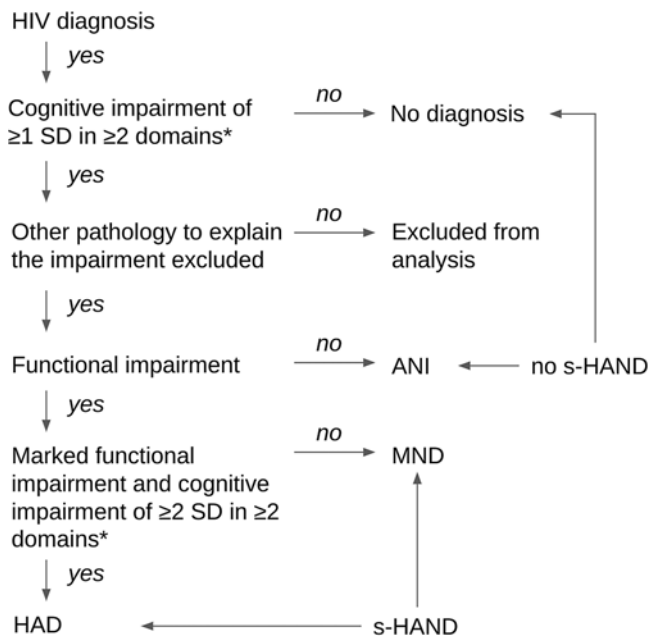 HIV diagnosis
yes
Cognitive impairment of
≥1 SD in ≥2 domains*
no
No diagnosis
yes
Other pathology to explain
the impairment excluded
no
Excluded from
analysis
yes
Functional impairment
no
ANI
no s-HAND
yes
Marked functional
impairment and cognitive
impairment of ≥2 SD in ≥2
domains*
no
MND
yes
HAD
s-HAND